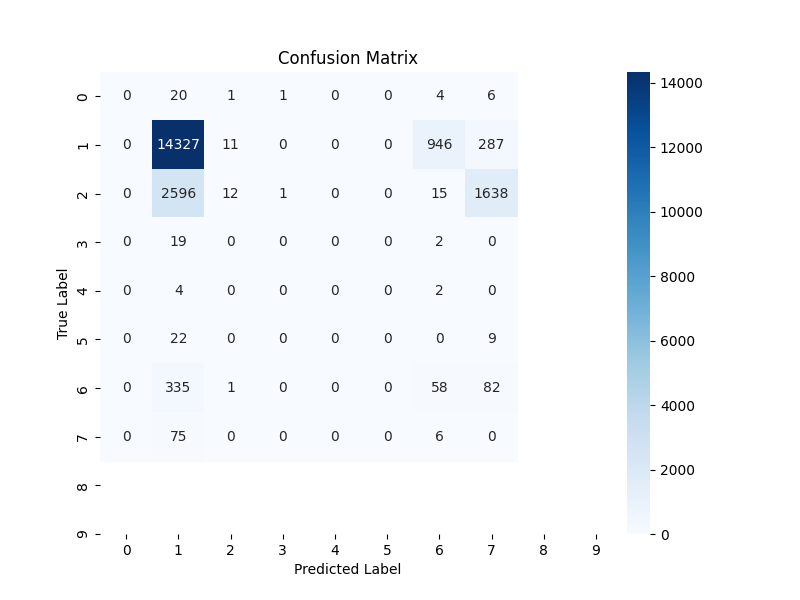 Confusion Matrix
0 0 20 1 1 0 0 4 6
1 0 14327 11 0 0 0 946 287
2 0 2596 12 1 0 0 15 1638
3 0 19 0 0 0 0 2 0
4 0 4 0 0 0 0 2 0
5 0 22 0 0 0 0 0 9
6 0 335 1 0 0 0 58 82
7 0 75 0 0 0 0 6 0
8
9
0 1 2 3 4 5 6 7 8 9
Predicted Label
True Label
14000
12000
10000
8000
6000
4000
2000
0